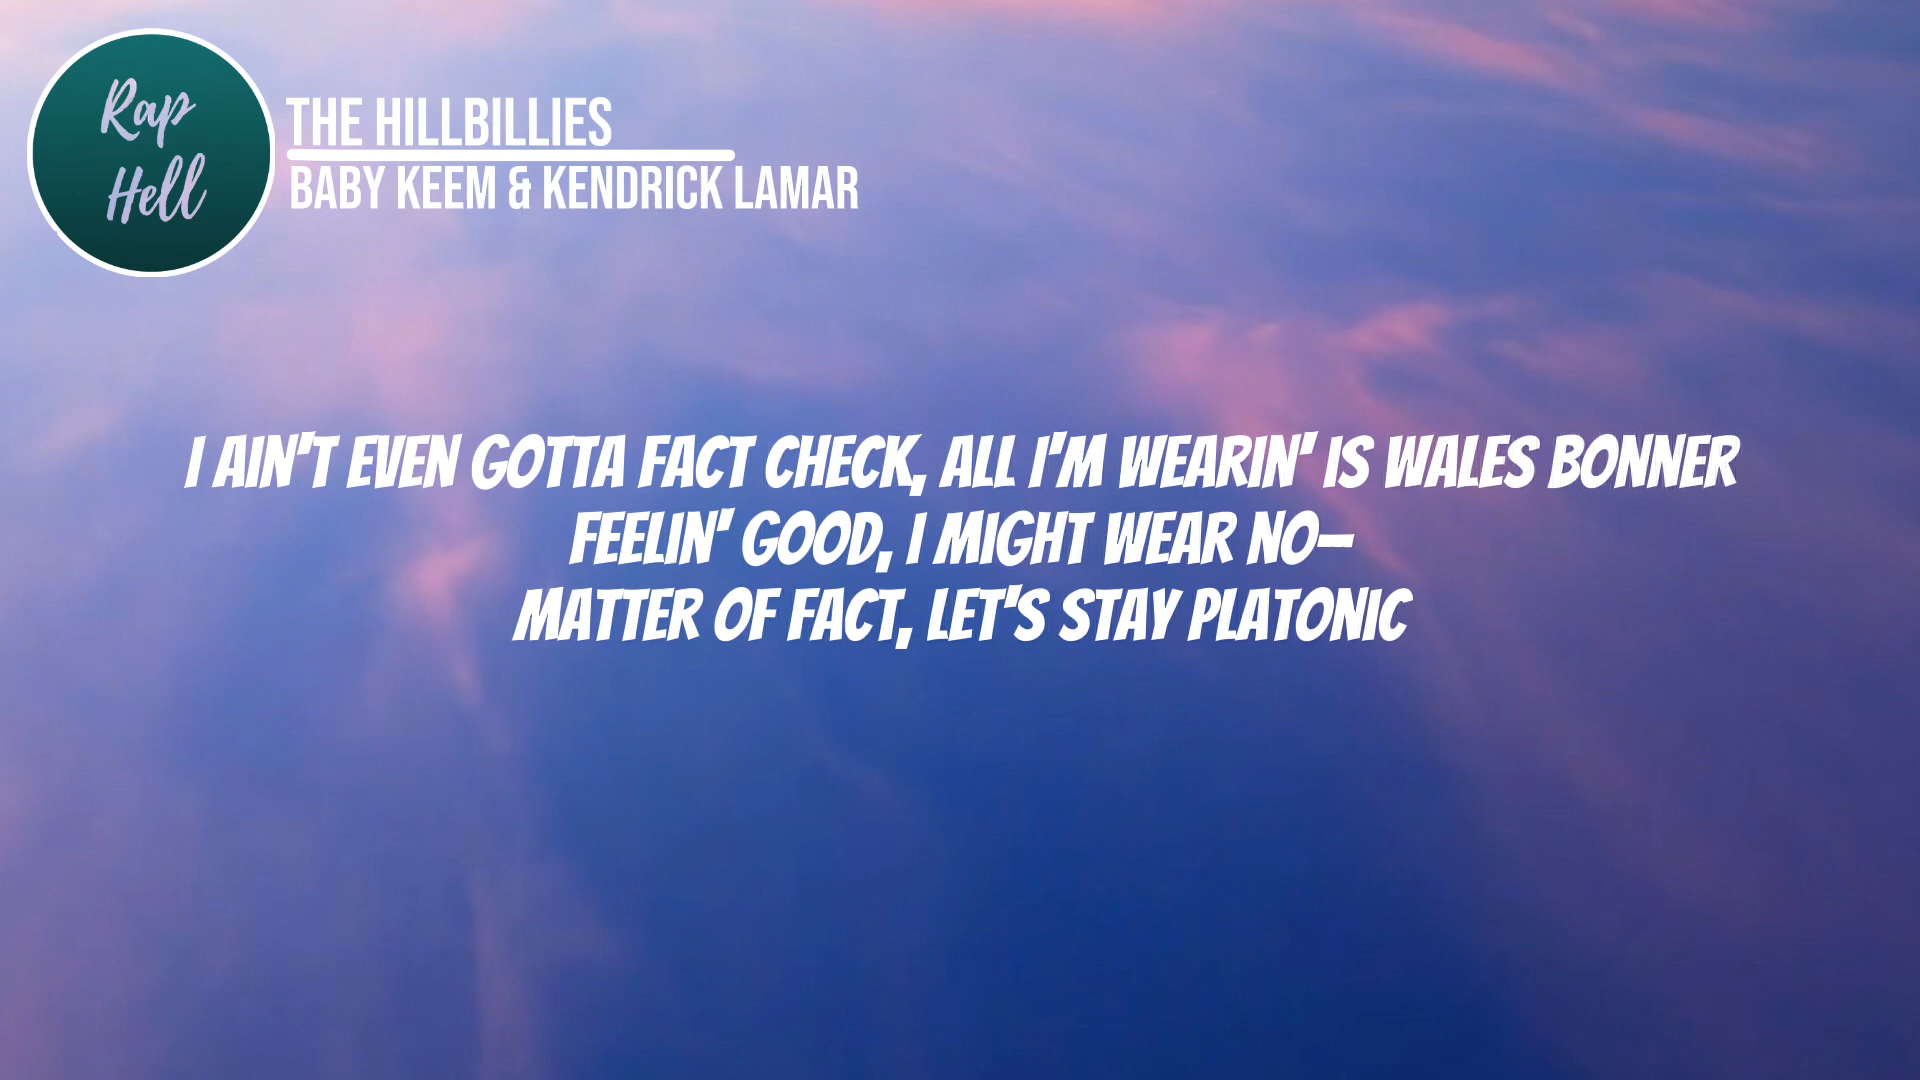 Rap
Hell
THE HILLBILLIES
BABY KEEM & KENDRICK LAMAR
I AIN'T EVEN GOTTA FACT CHECK, ALL I'M WEARIN' IS WALES BONNER
FEELIN' GOOD, I MIGHT WEAR NO—
MATTER OF FACT, LET'S STAY PLATONIC